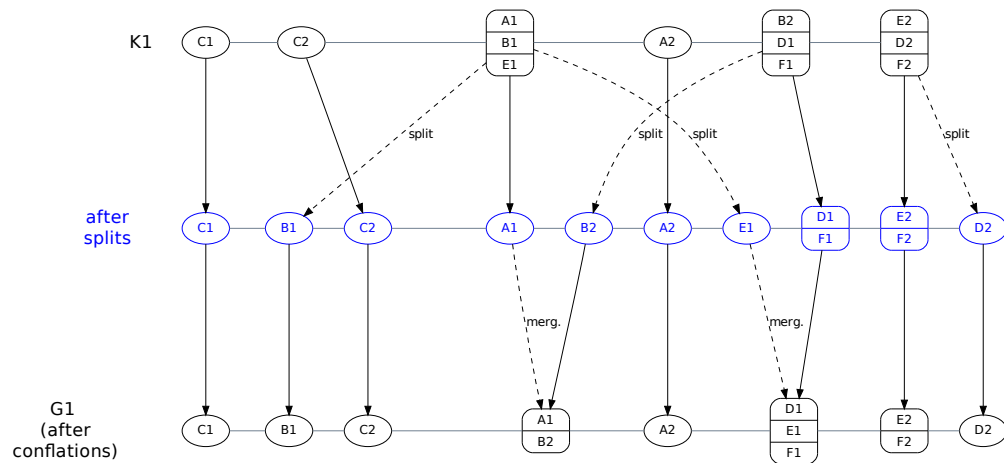 K1
C1
C2
A1
B1
E1
A2
B2
D1
F1
E2
D2
F2
split
split
split
split
after
splits
C1
B1
C2
A1
B2
A2
E1
D1
F1
E2
F2
D2
merg.
merg.
G1
(after
conflations)
C1
B1
C2
A1
B2
A2
D1
E1
F1
E2
F2
D2